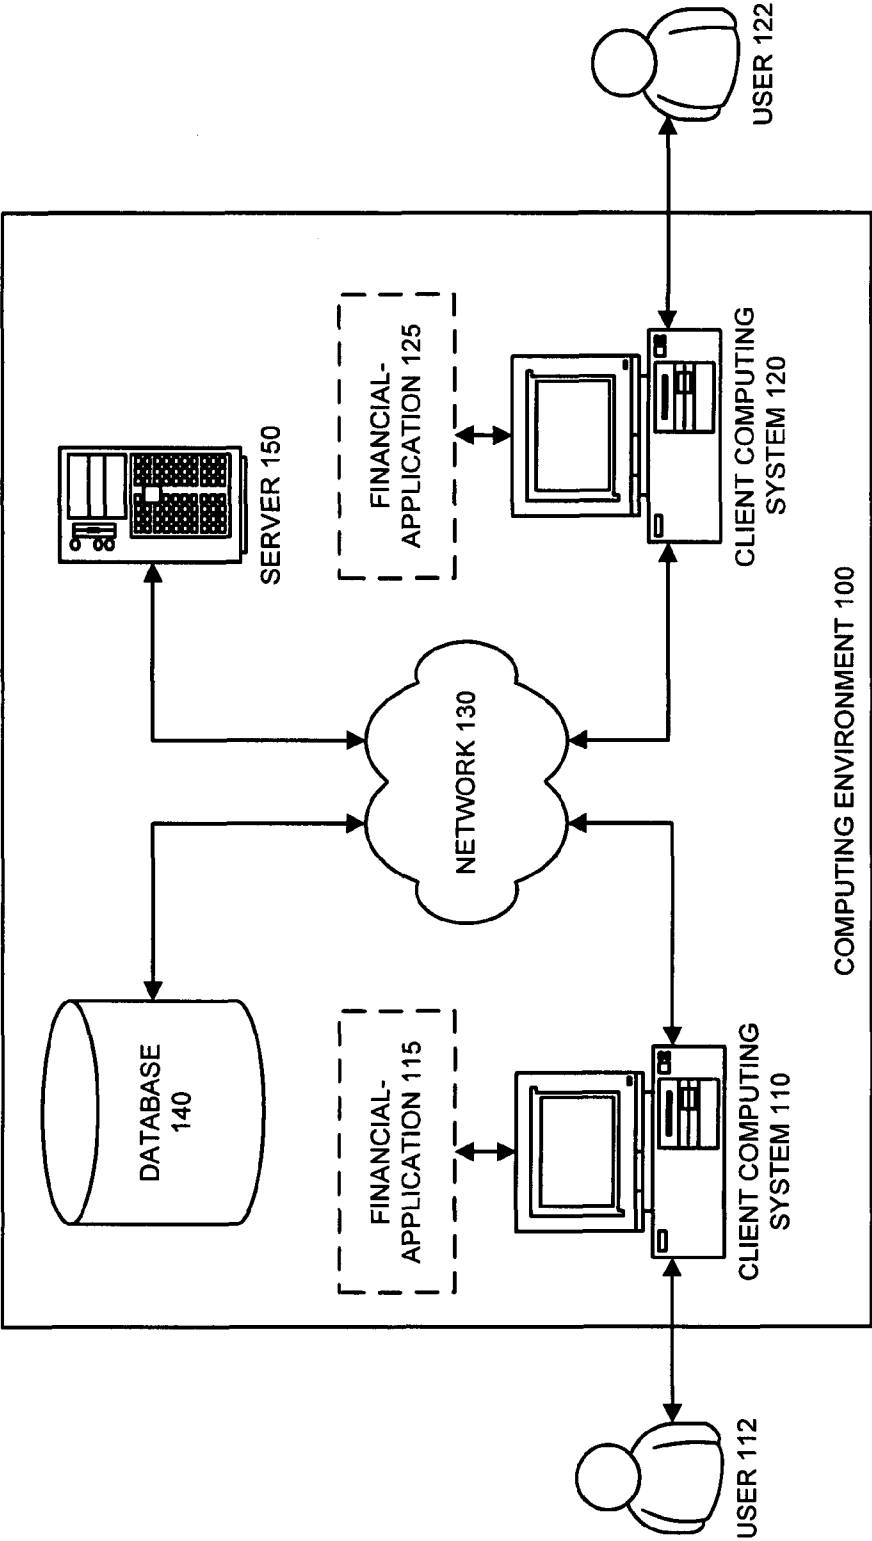 DATABASE
140
SERVER 150
FINANCIAL-
APPLICATION 115
NETWORK 130
FINANCIAL-
APPLICATION 125
USER 112
CLIENT COMPUTING
SYSTEM 110
CLIENT COMPUTING
SYSTEM 120
USER 122
COMPUTING ENVIRONMENT 100